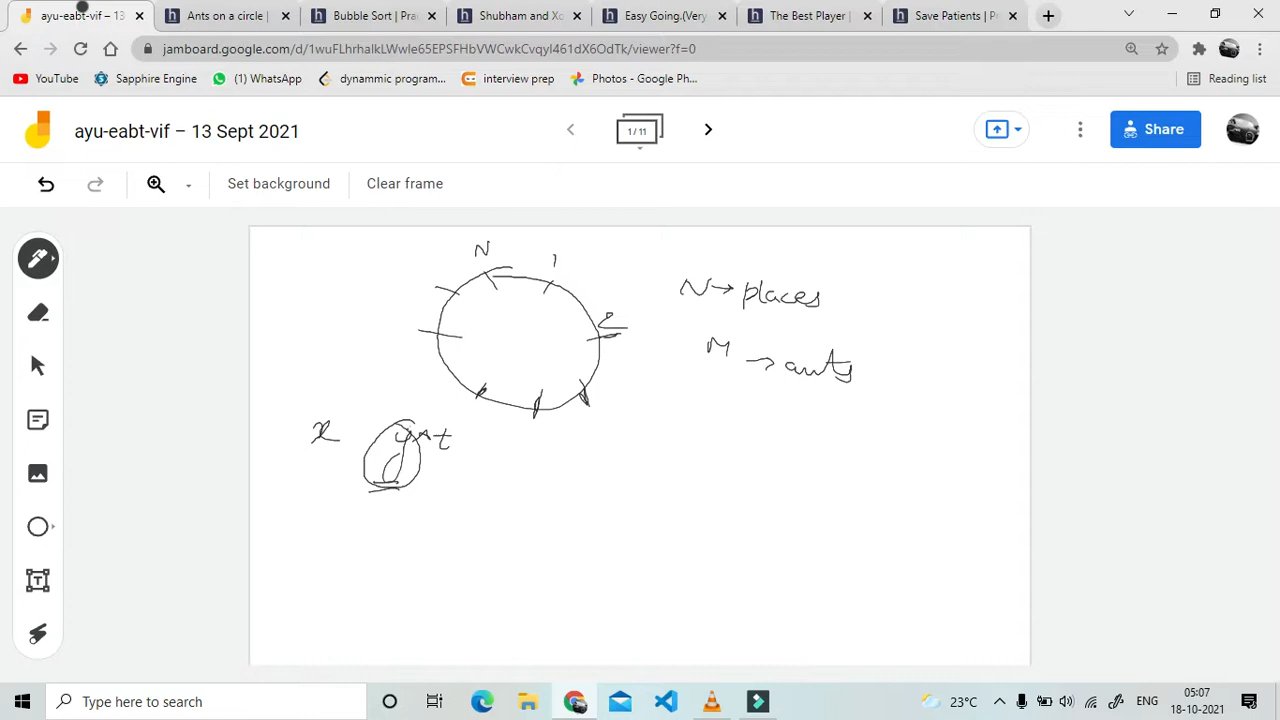 ayu-eabt-vif – 13
Ants on a circle |
Bubble Sort | Pra
Shubham and Xo
Easy Going.(Very
The Best Player |
Save Patients | P
jamboard.google.com/d/1wuFLhrhalkLWwle65EPSFHbVWCwkCvqyl461dX6OdTk/viewer?f=0
YouTube
Sapphire Engine
(1) WhatsApp
dynammic program...
interview prep
Photos - Google Ph...
Reading list
ayu-eabt-vif – 13 Sept 2021
1 / 11
Share
Set background
Clear frame
N
1
N → places
M → ants
x
t
Type here to search
23°C
ENG
05:07
18-10-2021